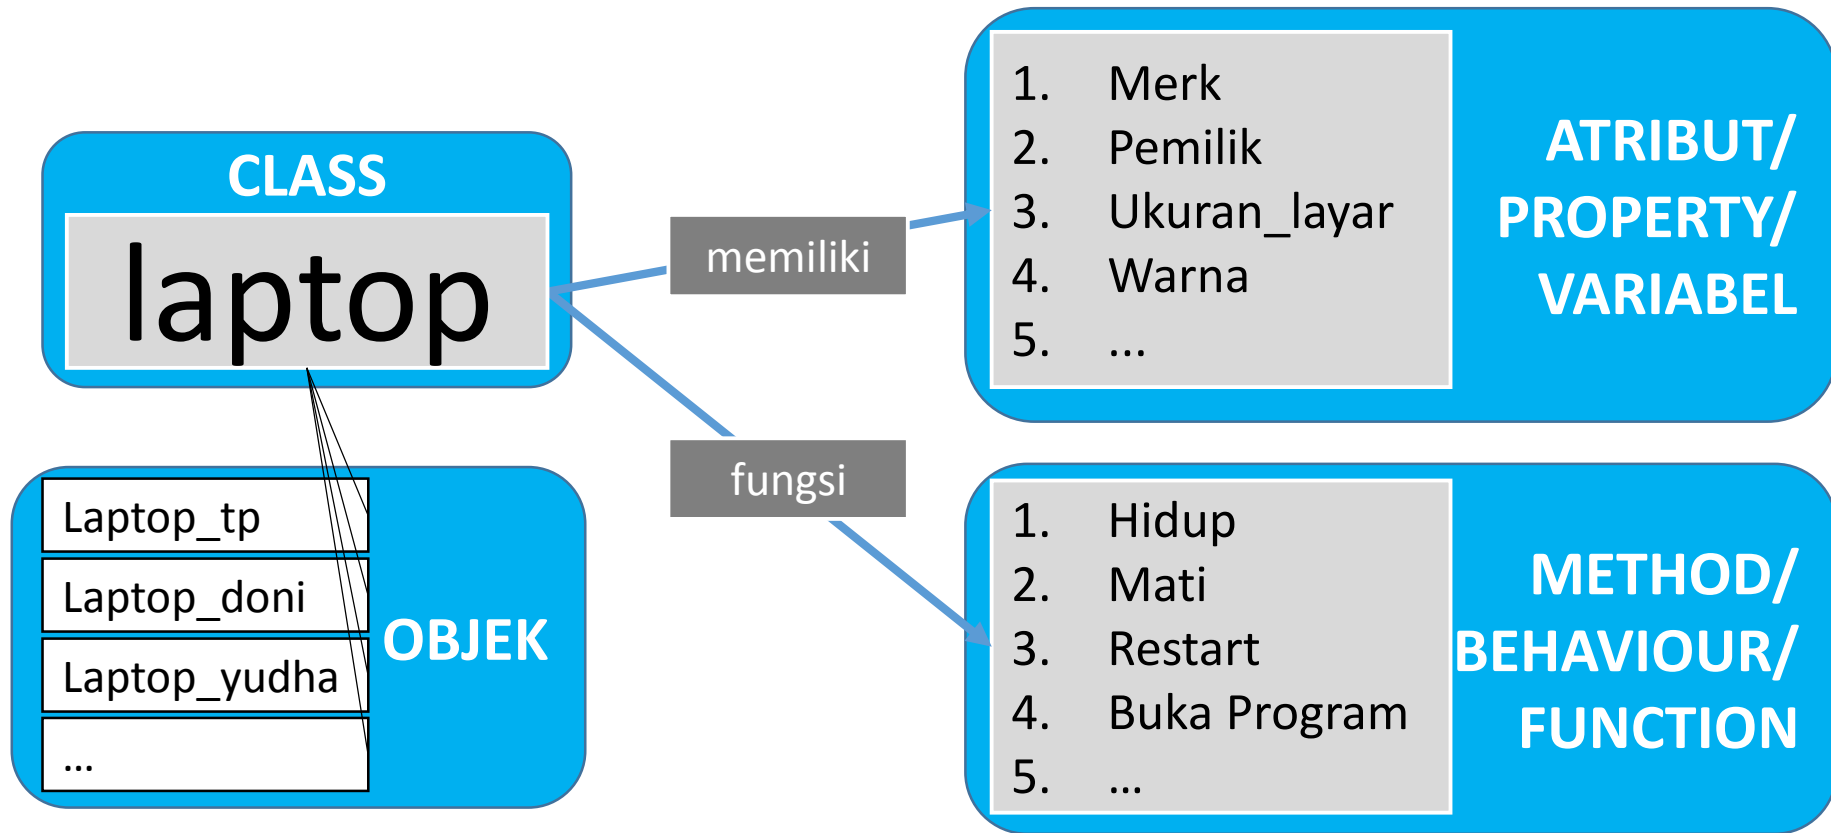 CLASS
laptop
memiliki
fungsi
1. Merk
2. Pemilik
3. Ukuran_layar
4. Warna
5. ...
ATRIBUT/
PROPERTY/
VARIABEL
Laptop_tp
Laptop_doni
Laptop_yudha
...
OBJEK
1. Hidup
2. Mati
3. Restart
4. Buka Program
5. ...
METHOD/
BEHAVIOUR/
FUNCTION